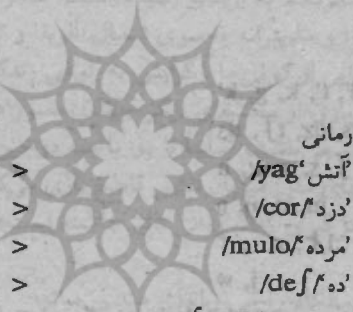 رمانی
/yag/ ‘آتش’ <
/cor/ ‘دزد’ <
/mulo/ ‘مرده’ <
/deʃ/ ‘ده’ <